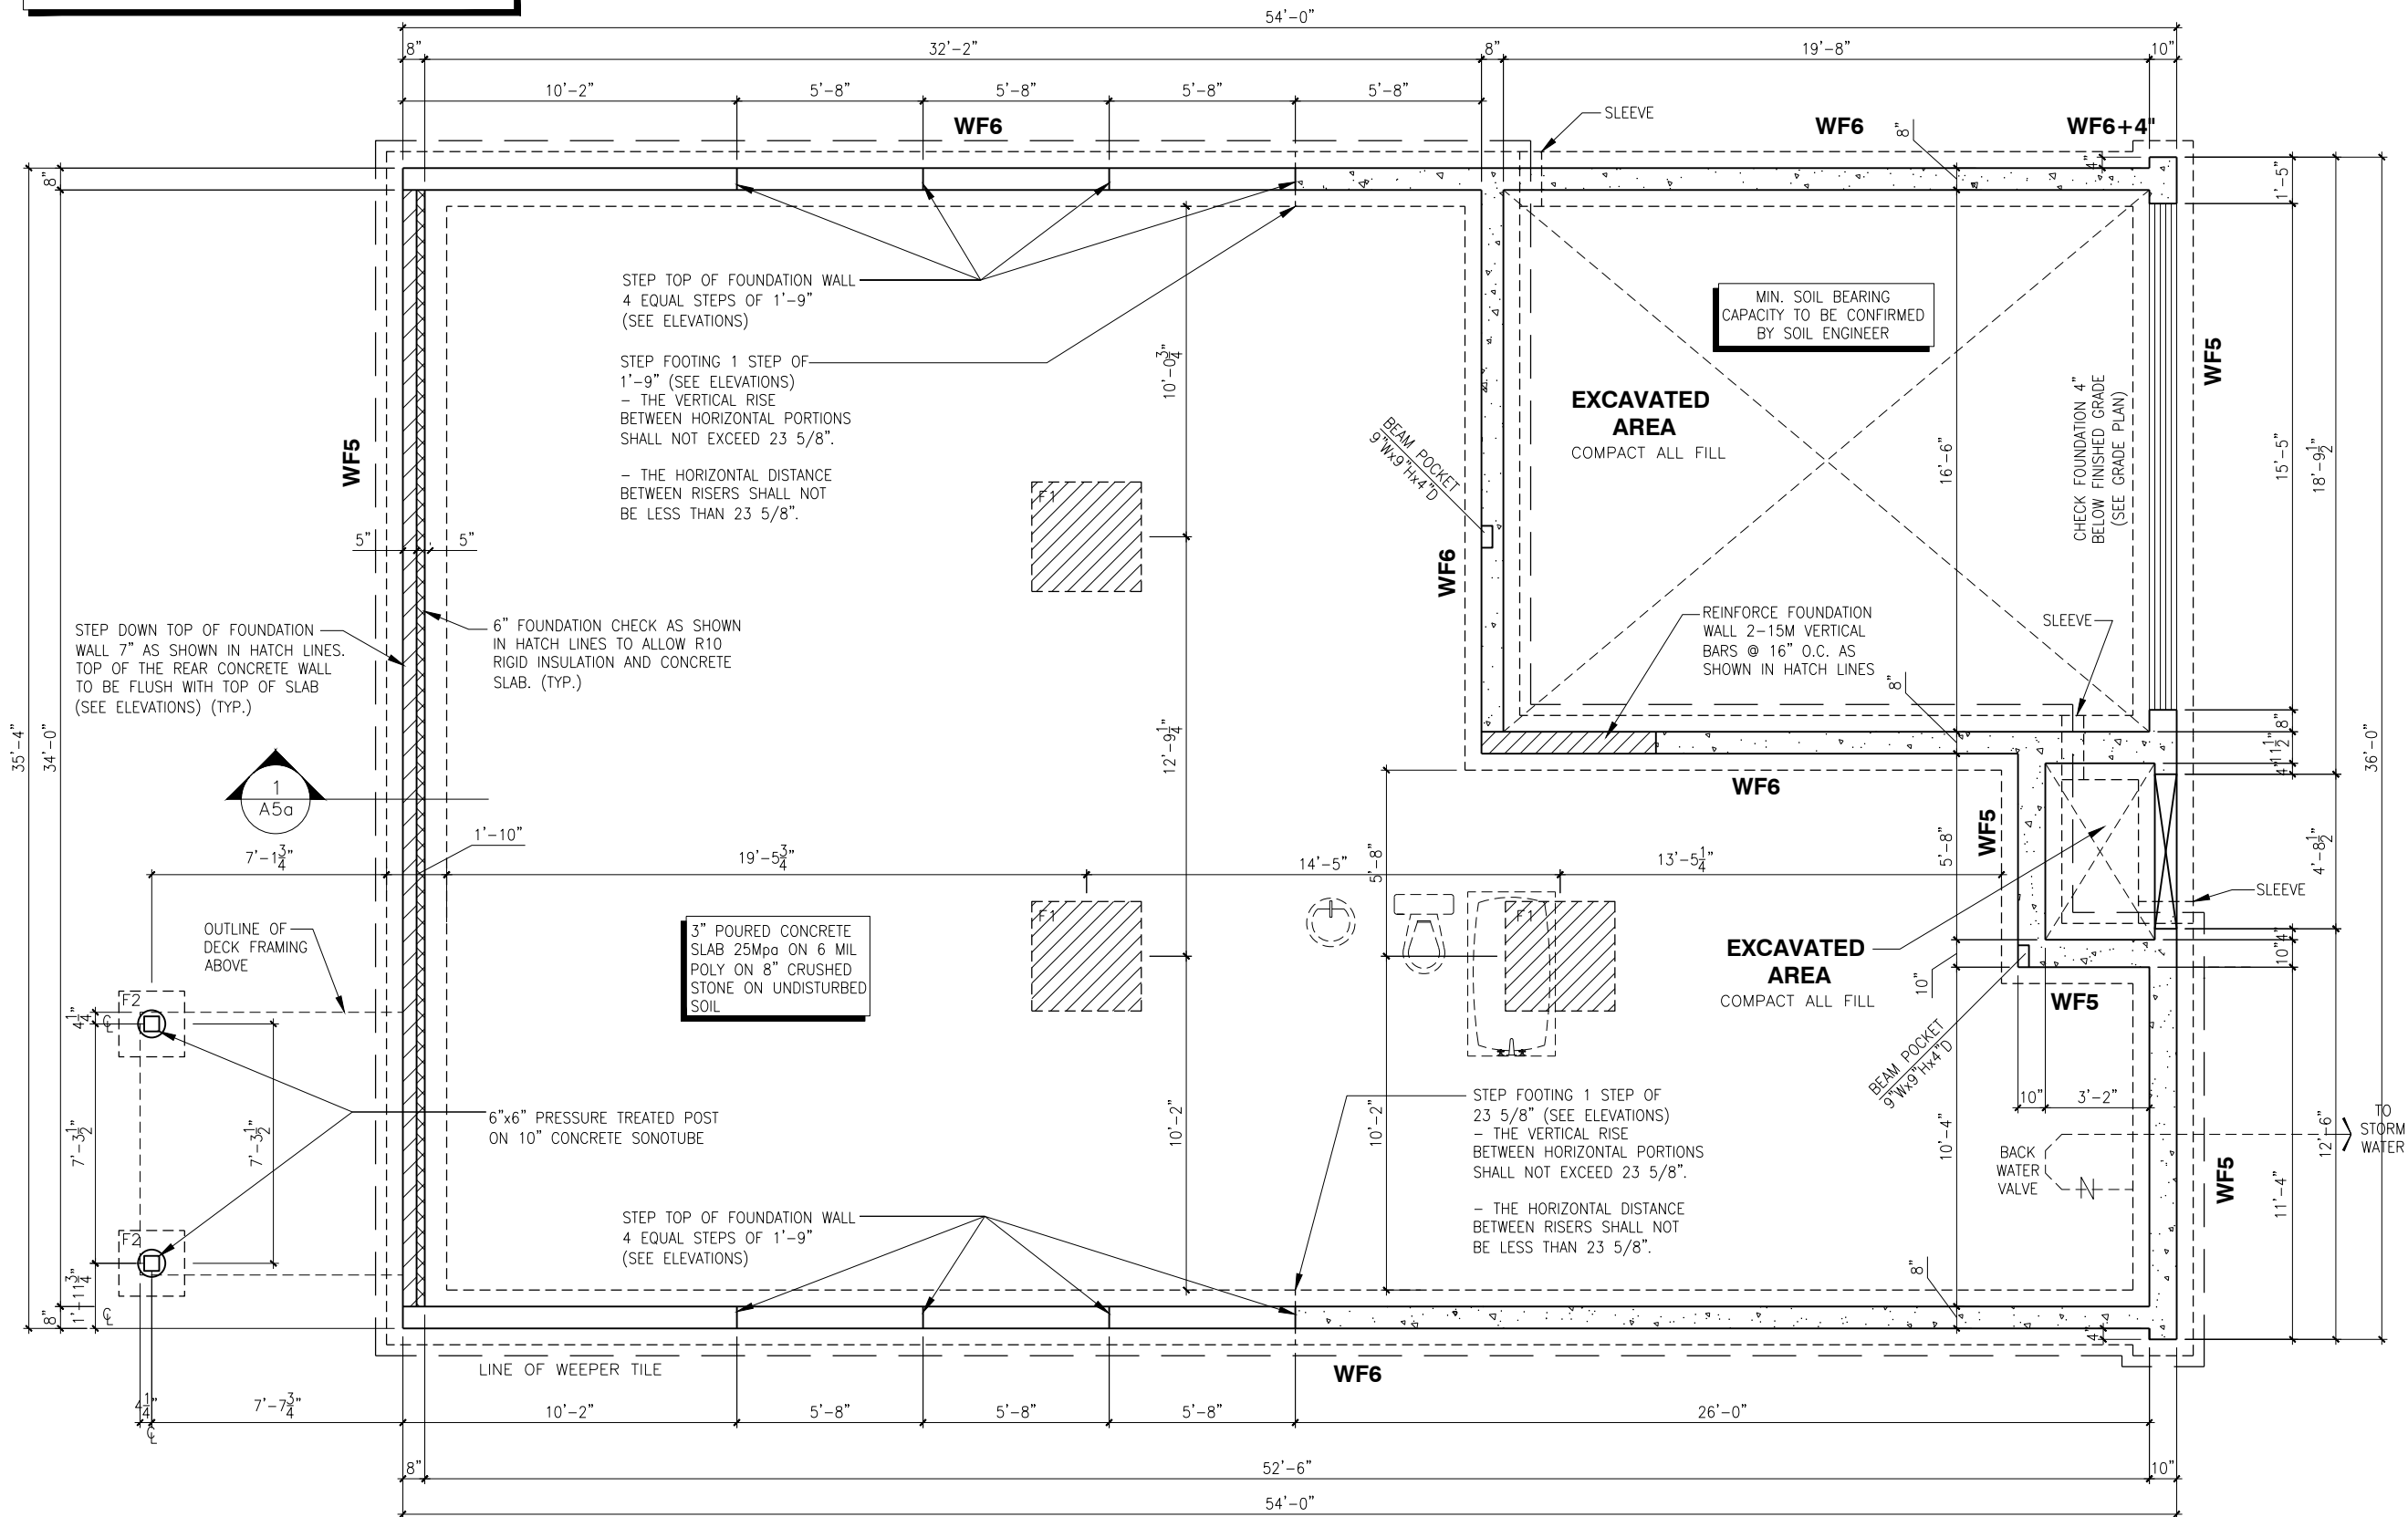 54'-0"
8"
32'-2"
8"
19'-8"
10"
10'-2"
5'-8"
5'-8"
5'-8"
5'-8"
SLEEVE
WF6
WF6
8"
WF6+4"
4"
8"
1'-5"
STEP TOP OF FOUNDATION WALL
4 EQUAL STEPS OF 1'-9"
(SEE ELEVATIONS)
STEP FOOTING 1 STEP OF
1'-9" (SEE ELEVATIONS)
- THE VERTICAL RISE
BETWEEN HORIZONTAL PORTIONS
SHALL NOT EXCEED 23 5/8".
- THE HORIZONTAL DISTANCE
BETWEEN RISERS SHALL NOT
BE LESS THAN 23 5/8".
10'-0 3/4"
MIN. SOIL BEARING
CAPACITY TO BE CONFIRMED
BY SOIL ENGINEER
EXCAVATED
AREA
COMPACT ALL FILL
BEAM POCKET
9"Wx9"Hx4"D
16'-6"
CHECK FOUNDATION 4"
BELOW FINISHED GRADE
(SEE GRADE PLAN)
WF5
15'-5"
18'-9 1/2"
WF5
F1
WF6
5"
5"
STEP DOWN TOP OF FOUNDATION
WALL 7" AS SHOWN IN HATCH LINES.
TOP OF THE REAR CONCRETE WALL
TO BE FLUSH WITH TOP OF SLAB
(SEE ELEVATIONS) (TYP.)
6" FOUNDATION CHECK AS SHOWN
IN HATCH LINES TO ALLOW R10
RIGID INSULATION AND CONCRETE
SLAB. (TYP.)
REINFORCE FOUNDATION
WALL 2-15M VERTICAL
BARS @ 16" O.C. AS
SHOWN IN HATCH LINES
SLEEVE
8"
35'-4"
34'-0"
12'-9 1/4"
8"
1 1/2"
4"
36'-0"
1
A5a
WF6
WF5
1'-10"
7'-1 3/4"
19'-5 3/4"
14'-5"
5'-8"
13'-5 1/4"
5'-8"
4'-8 1/2"
SLEEVE
OUTLINE OF
DECK FRAMING
ABOVE
3" POURED CONCRETE
SLAB 25Mpa ON 6 MIL
POLY ON 8" CRUSHED
STONE ON UNDISTURBED
SOIL
F1
F1
EXCAVATED
AREA
COMPACT ALL FILL
10"
4"
10"
WF5
F2
4 1/4"
℄
BEAM POCKET
9"Wx9"Hx4"D
10"
3'-2"
6"x6" PRESSURE TREATED POST
ON 10" CONCRETE SONOTUBE
7'-3 1/2"
7'-3 1/2"
10'-2"
10'-2"
STEP FOOTING 1 STEP OF
23 5/8" (SEE ELEVATIONS)
- THE VERTICAL RISE
BETWEEN HORIZONTAL PORTIONS
SHALL NOT EXCEED 23 5/8".
- THE HORIZONTAL DISTANCE
BETWEEN RISERS SHALL NOT
BE LESS THAN 23 5/8".
10'-4"
BACK
WATER
VALVE
N
12'-6"
TO
STORM
WATER
WF5
11'-4"
STEP TOP OF FOUNDATION WALL
4 EQUAL STEPS OF 1'-9"
(SEE ELEVATIONS)
F2
1'-11 3/4"
8"
℄
8"
4"
LINE OF WEEPER TILE
WF6
4 1/4"
℄
7'-7 3/4"
10'-2"
5'-8"
5'-8"
5'-8"
26'-0"
8"
52'-6"
10"
54'-0"